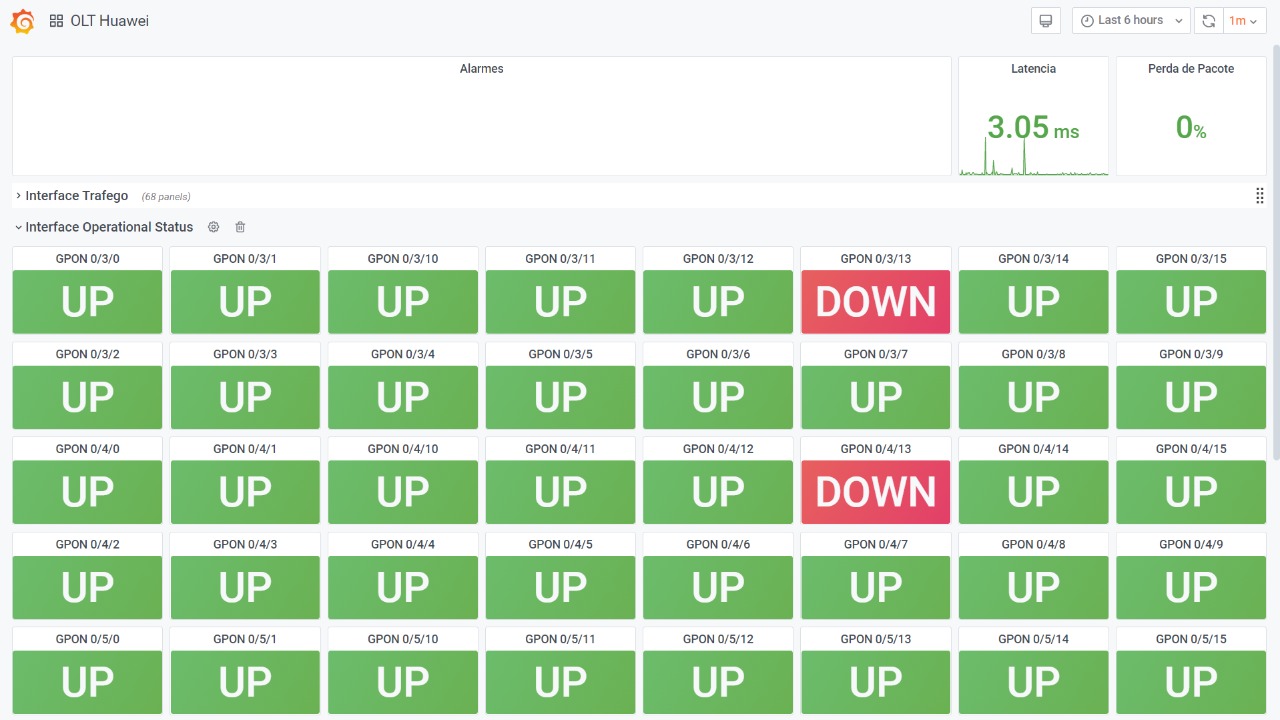 OLT Huawei
Last 6 hours
1m
Alarmes
Latencia
Perda de Pacote
3.05 ms
0%
Interface Trafego (68 panels)
Interface Operational Status
GPON 0/3/0 GPON 0/3/1 GPON 0/3/10 GPON 0/3/11 GPON 0/3/12 GPON 0/3/13 GPON 0/3/14 GPON 0/3/15
UP UP UP UP UP DOWN UP UP
GPON 0/3/2 GPON 0/3/3 GPON 0/3/4 GPON 0/3/5 GPON 0/3/6 GPON 0/3/7 GPON 0/3/8 GPON 0/3/9
UP UP UP UP UP UP UP UP
GPON 0/4/0 GPON 0/4/1 GPON 0/4/10 GPON 0/4/11 GPON 0/4/12 GPON 0/4/13 GPON 0/4/14 GPON 0/4/15
UP UP UP UP UP DOWN UP UP
GPON 0/4/2 GPON 0/4/3 GPON 0/4/4 GPON 0/4/5 GPON 0/4/6 GPON 0/4/7 GPON 0/4/8 GPON 0/4/9
UP UP UP UP UP UP UP UP
GPON 0/5/0 GPON 0/5/1 GPON 0/5/10 GPON 0/5/11 GPON 0/5/12 GPON 0/5/13 GPON 0/5/14 GPON 0/5/15
UP UP UP UP UP UP UP UP